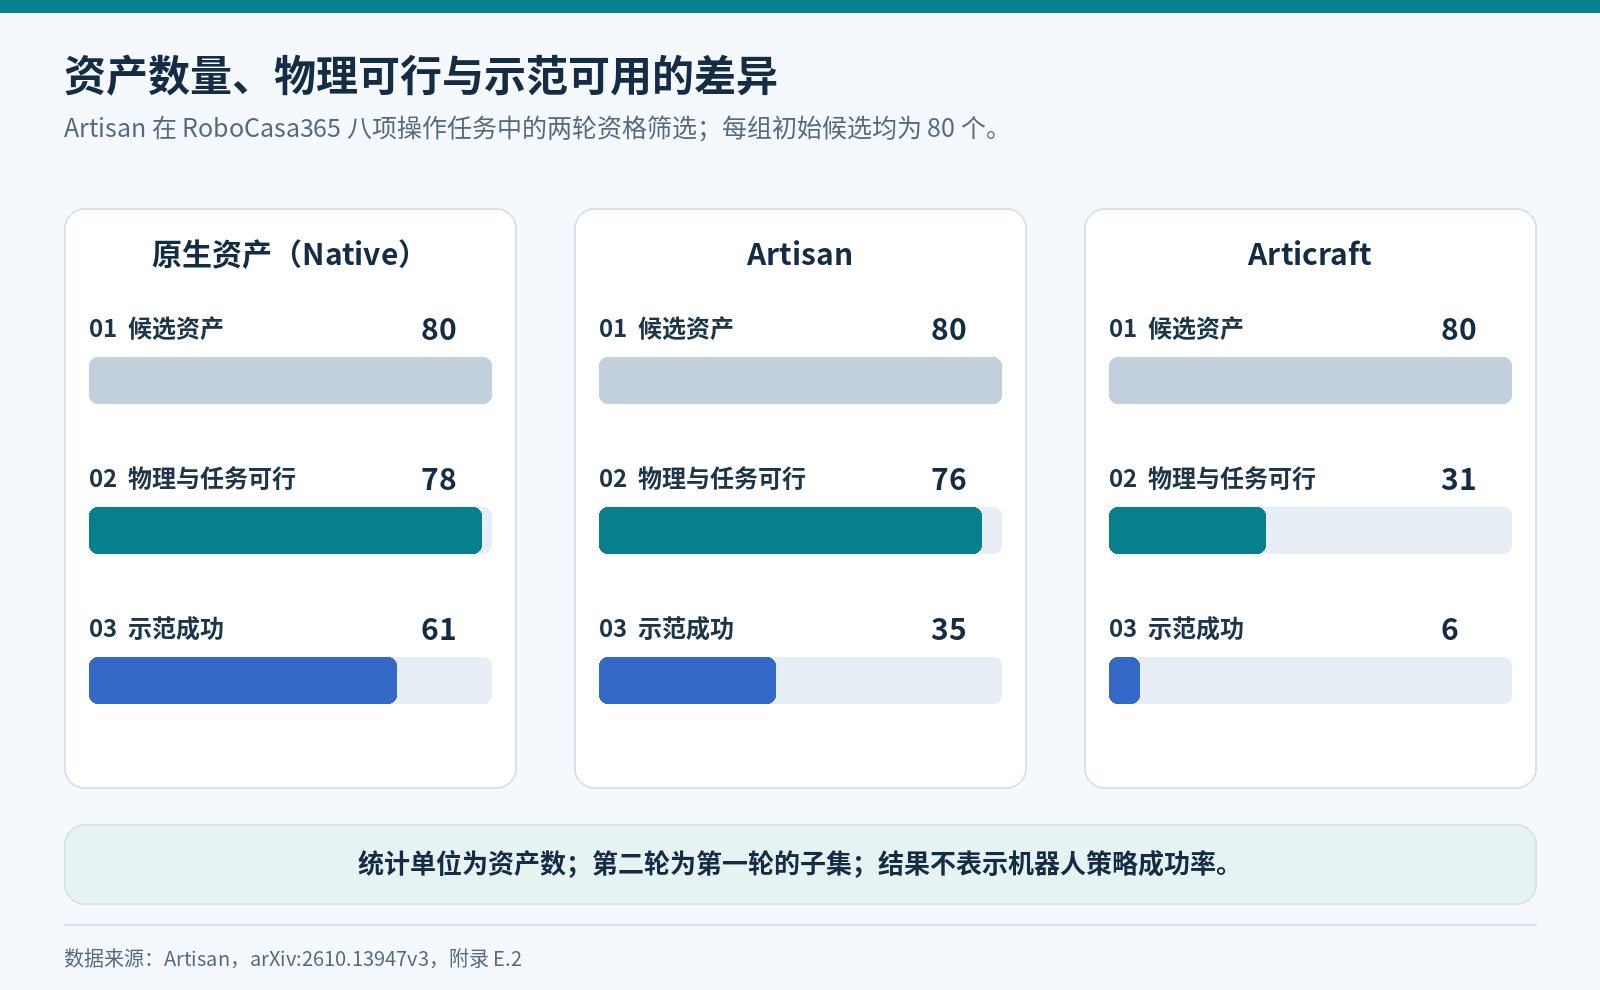 资产数量、物理可行与示范可用的差异
Artisan 在 RoboCasa365 八项操作任务中的两轮资格筛选；每组初始候选均为 80 个。
原生资产（Native）
01 候选资产 80
02 物理与任务可行 78
03 示范成功 61
Artisan
01 候选资产 80
02 物理与任务可行 76
03 示范成功 35
Articraft
01 候选资产 80
02 物理与任务可行 31
03 示范成功 6
统计单位为资产数；第二轮为第一轮的子集；结果不表示机器人策略成功率。
数据来源：Artisan，arXiv:2610.13947v3，附录 E.2